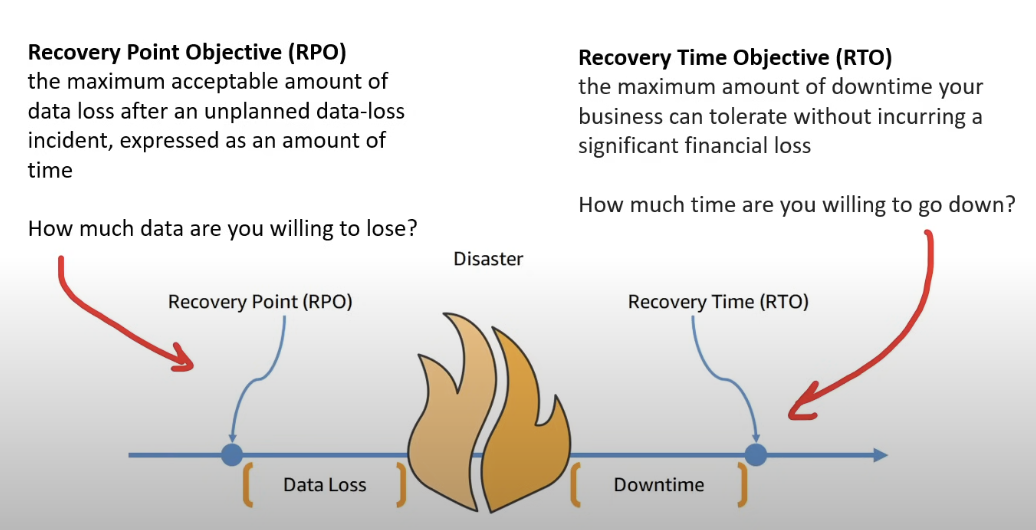 Recovery Point Objective (RPO)
the maximum acceptable amount of
data loss after an unplanned data-loss
incident, expressed as an amount of
time
How much data are you willing to lose?
Recovery Time Objective (RTO)
the maximum amount of downtime your
business can tolerate without incurring a
significant financial loss
How much time are you willing to go down?
Disaster
Recovery Point (RPO)
Recovery Time (RTO)
Data Loss
Downtime